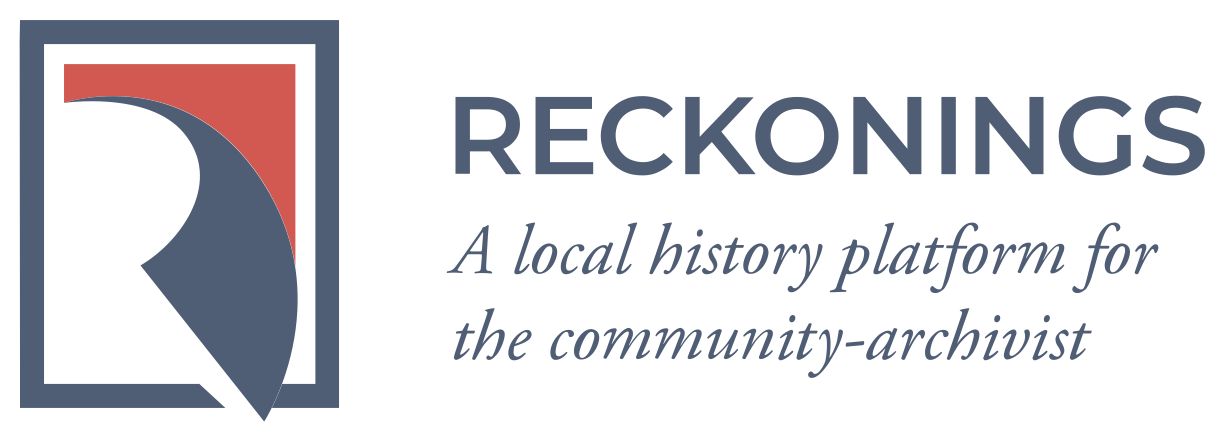 RECKONINGS
A local history platform for
the community-archivist